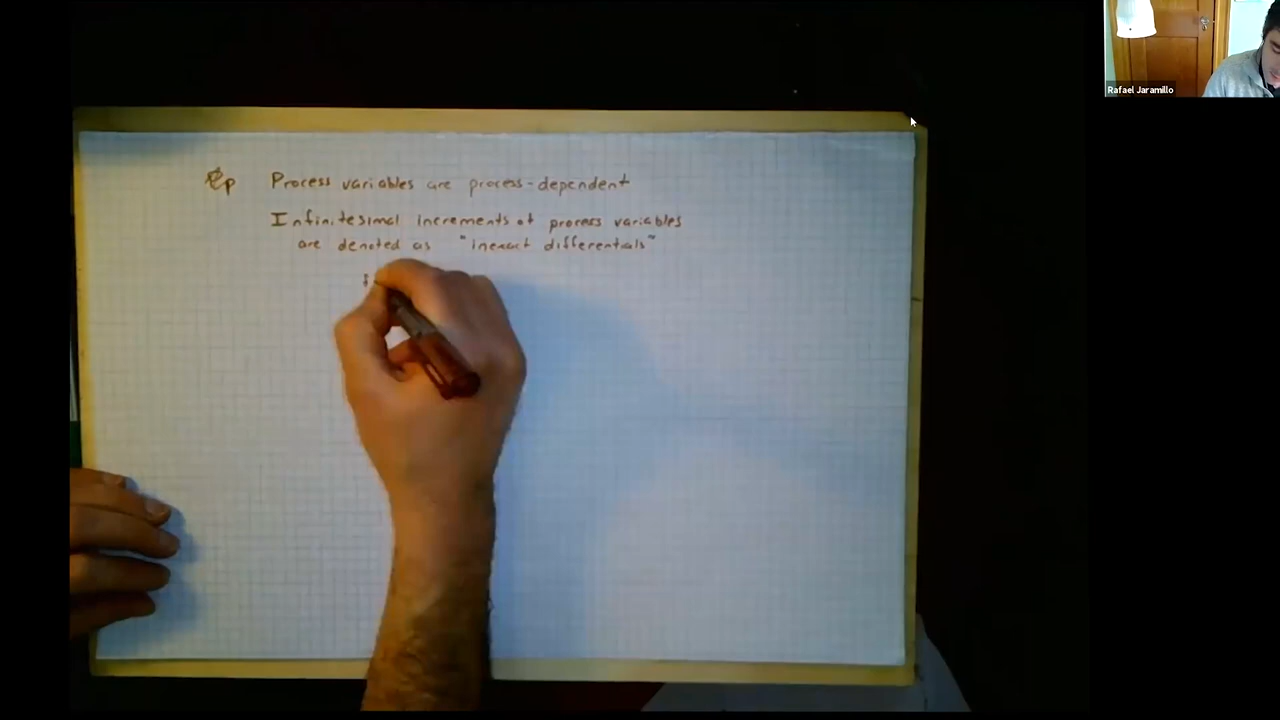 Rafael Jaramillo
Process variables are process-dependent
Infinitesimal increments of process variables
are denoted as "inexact differentials"